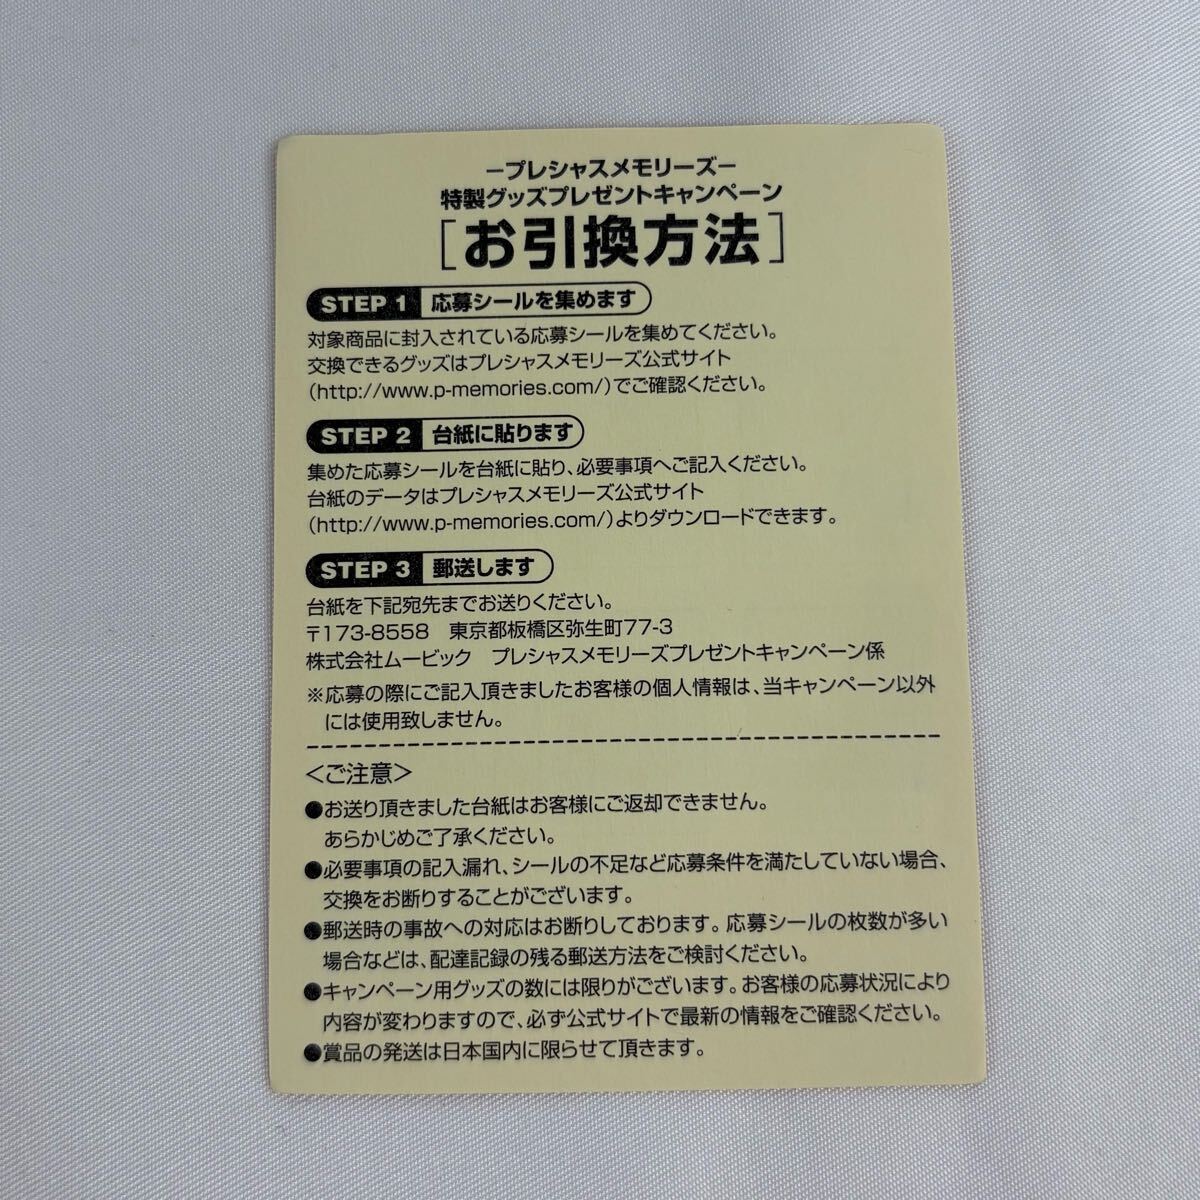 −プレシャスメモリーズ−
特製グッズプレゼントキャンペーン
［お引換方法］
STEP 1 応募シールを集めます
対象商品に封入されている応募シールを集めてください。
交換できるグッズはプレシャスメモリーズ公式サイト
（http://www.p-memories.com/）でご確認ください。
STEP 2 台紙に貼ります
集めた応募シールを台紙に貼り、必要事項へご記入ください。
台紙のデータはプレシャスメモリーズ公式サイト
（http://www.p-memories.com/）よりダウンロードできます。
STEP 3 郵送します
台紙を下記宛先までお送りください。
〒173-8558　東京都板橋区弥生町77-3
株式会社ムービック　プレシャスメモリーズプレゼントキャンペーン係
※応募の際にご記入頂きましたお客様の個人情報は、当キャンペーン以外
には使用致しません。
＜ご注意＞
●お送り頂きました台紙はお客様にご返却できません。
あらかじめご了承ください。
●必要事項の記入漏れ、シールの不足など応募条件を満たしていない場合、
交換をお断りすることがございます。
●郵送時の事故への対応はお断りしております。応募シールの枚数が多い
場合などは、配達記録の残る郵送方法をご検討ください。
●キャンペーン用グッズの数には限りがございます。お客様の応募状況により
内容が変わりますので、必ず公式サイトで最新の情報をご確認ください。
●賞品の発送は日本国内に限らせて頂きます。